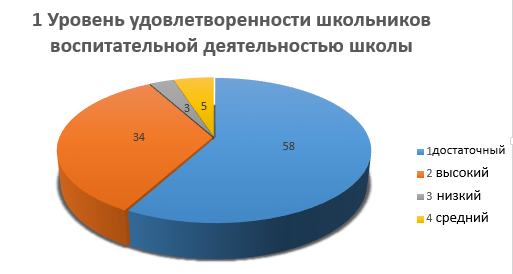 1 Уровень удовлетворенности школьников
воспитательной деятельностью школы
5
3
34
58
1достаточный
2 высокий
3 низкий
4 средний